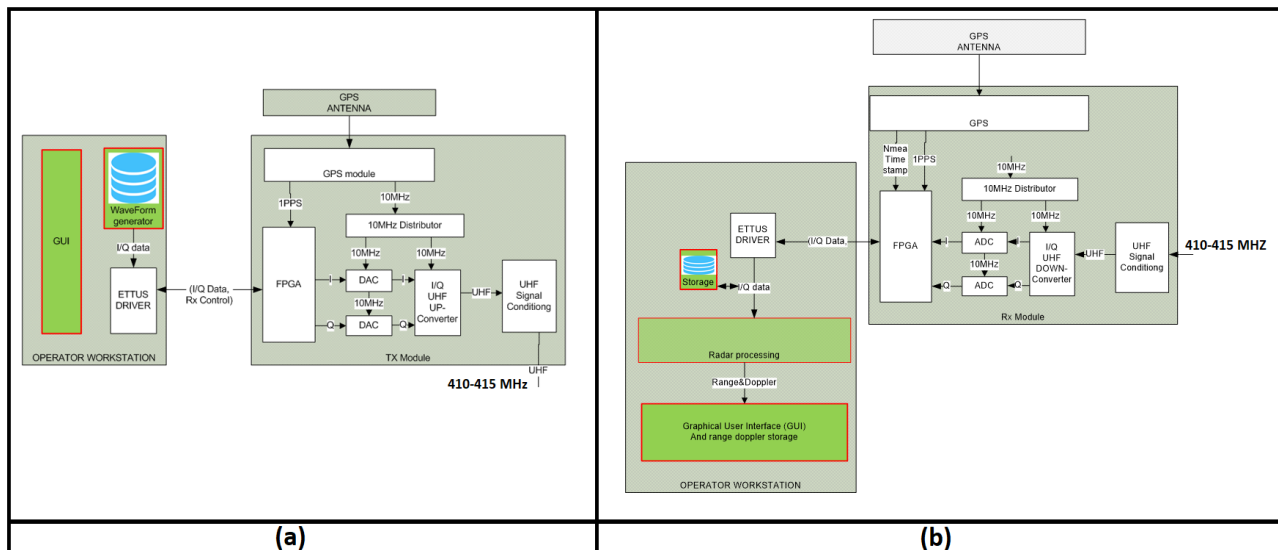 GPS
ANTENNA
GPS module
1PPS
10MHz
10MHz Distributor
10MHz
10MHz
GUI
WaveForm
generator
I/Q data
ETTUS
DRIVER
(I/Q Data,
Rx Control)
FPGA
I
DAC
I
10MHz
Q
DAC
Q
I/Q
UHF
UP-
Converter
UHF
UHF
Signal
Conditiong
OPERATOR WORKSTATION
TX Module
UHF
410-415 MHz
(a)
GPS
ANTENNA
GPS
Nmea
Time
stamp
1PPS
10MHz
10MHz Distributor
10MHz
10MHz
FPGA
I
ADC
I
10MHz
Q
ADC
Q
I/Q
UHF
DOWN-
Converter
UHF
UHF
Signal
Conditiong
410-415 MHZ
Rx Module
ETTUS
DRIVER
(I/Q Data,
Storage
I/Q data
Radar processing
Range&Doppler
Graphical User Interface (GUI)
And range doppler storage
OPERATOR WORKSTATION
(b)